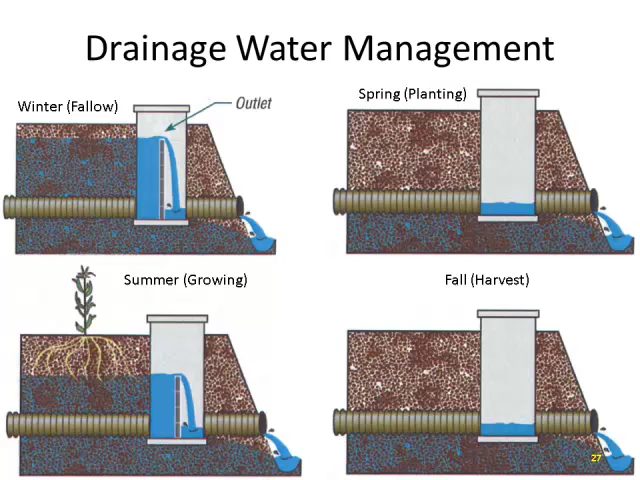 Drainage Water Management
Winter (Fallow)
Outlet
Spring (Planting)
Summer (Growing)
Fall (Harvest)
27